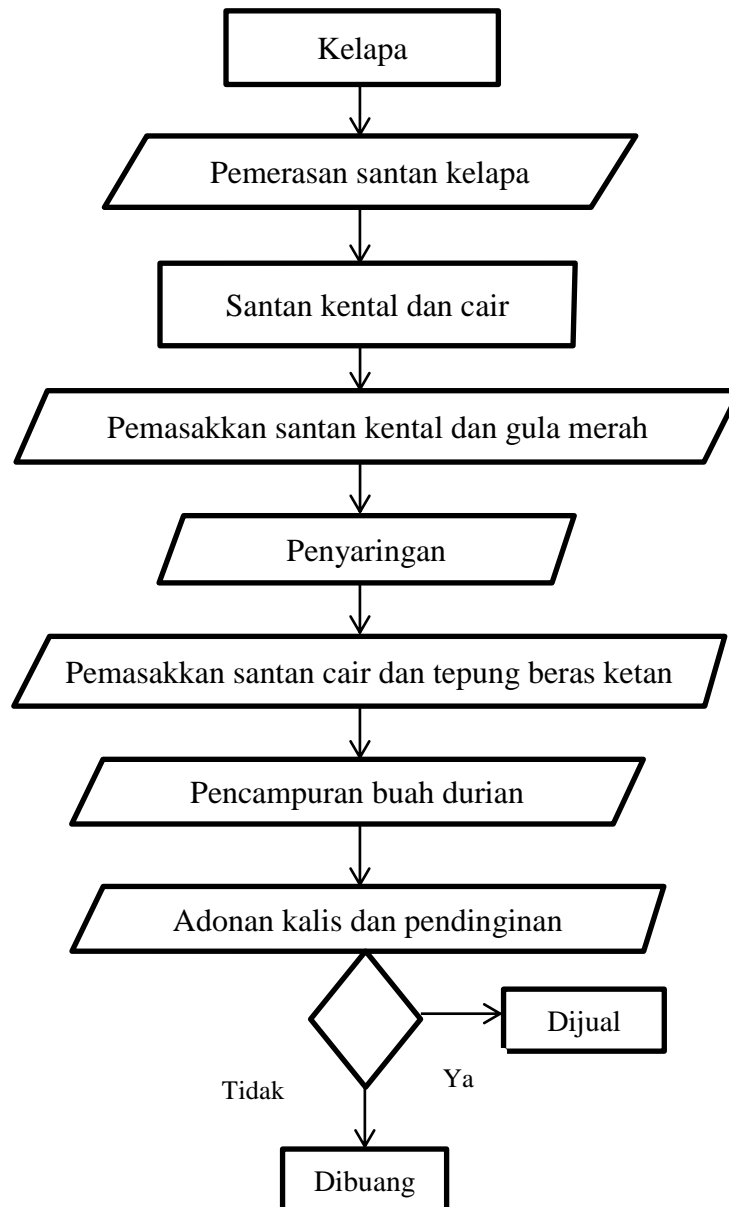 Kelapa
Pemerasan santan kelapa
Santan kental dan cair
Pemasakkan santan kental dan gula merah
Penyaringan
Pemasakkan santan cair dan tepung beras ketan
Pencampuran buah durian
Adonan kalis dan pendinginan
Dijual
Ya
Tidak
Dibuang